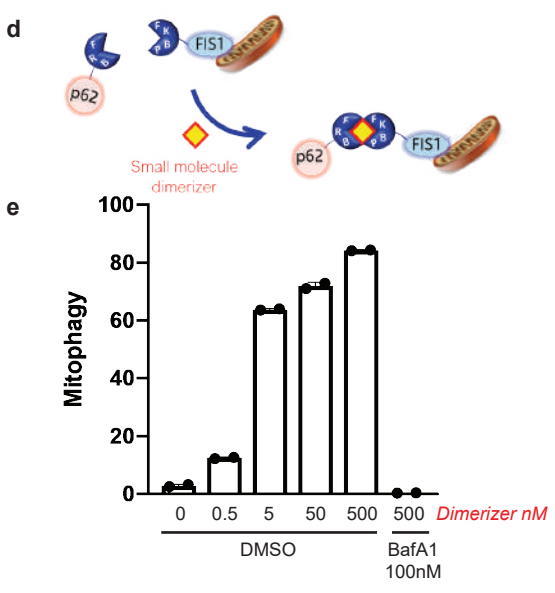 d
F
R B
p62
F K
P B
FIS1
Small molecule
dimerizer
F
R
B
F K
P B
p62
FIS1
e
Mitophagy
100
80
60
40
20
0
0 0.5 5 50 500 500 Dimerizer nM
DMSO BafA1
100nM